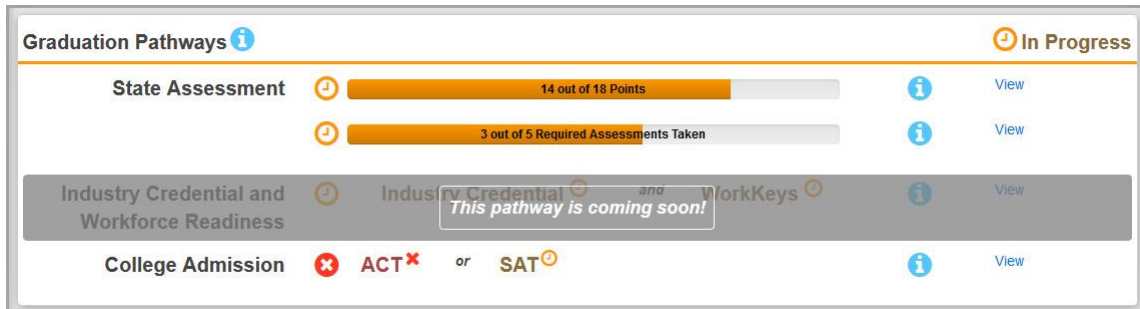 Graduation Pathways In Progress
State Assessment 14 out of 18 Points View
3 out of 5 Required Assessments Taken View
Industry Credential and Industry Credential and WorkKeys View
Workforce Readiness
This pathway is coming soon!
College Admission ACT or SAT View